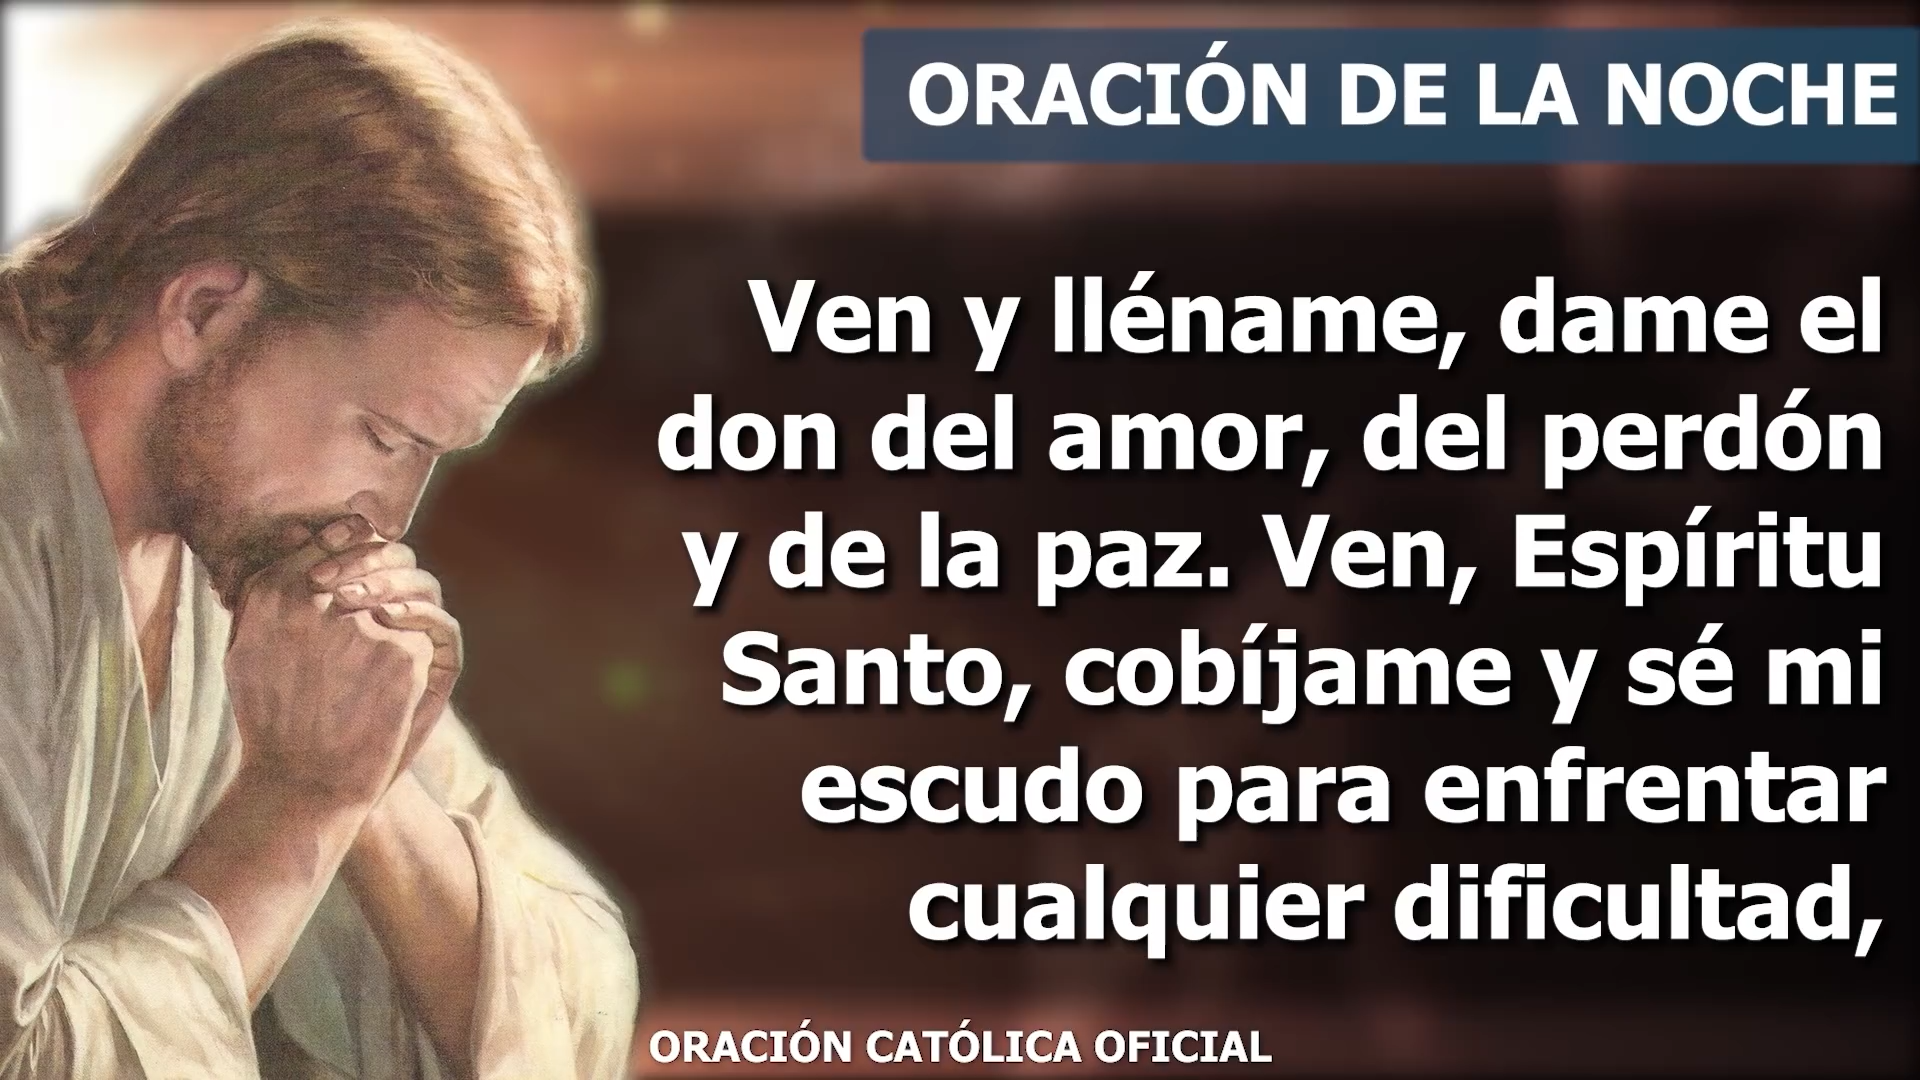 ORACIÓN DE LA NOCHE
Ven y lléname, dame el
don del amor, del perdón
y de la paz. Ven, Espíritu
Santo, cobíjame y sé mi
escudo para enfrentar
cualquier dificultad,
ORACIÓN CATÓLICA OFICIAL